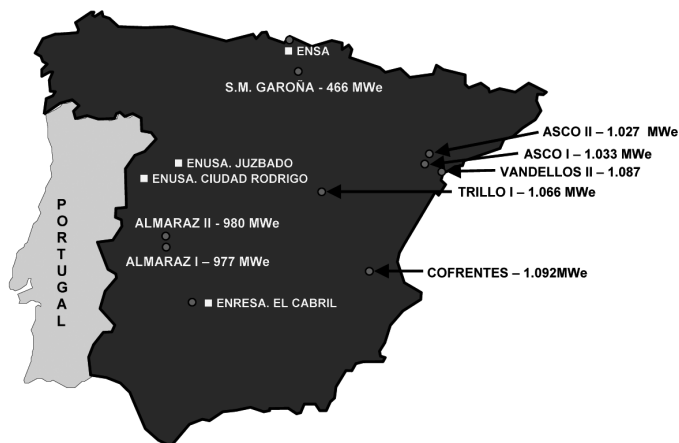 ENSA
S.M. GAROÑA - 466 MWe
ASCO II – 1.027 MWe
ASCO I – 1.033 MWe
VANDELLOS II – 1.087
TRILLO I – 1.066 MWe
ENUSA. JUZBADO
ENUSA. CIUDAD RODRIGO
ALMARAZ II - 980 MWe
ALMARAZ I – 977 MWe
COFRENTES – 1.092MWe
ENRESA. EL CABRIL
PORTUGAL